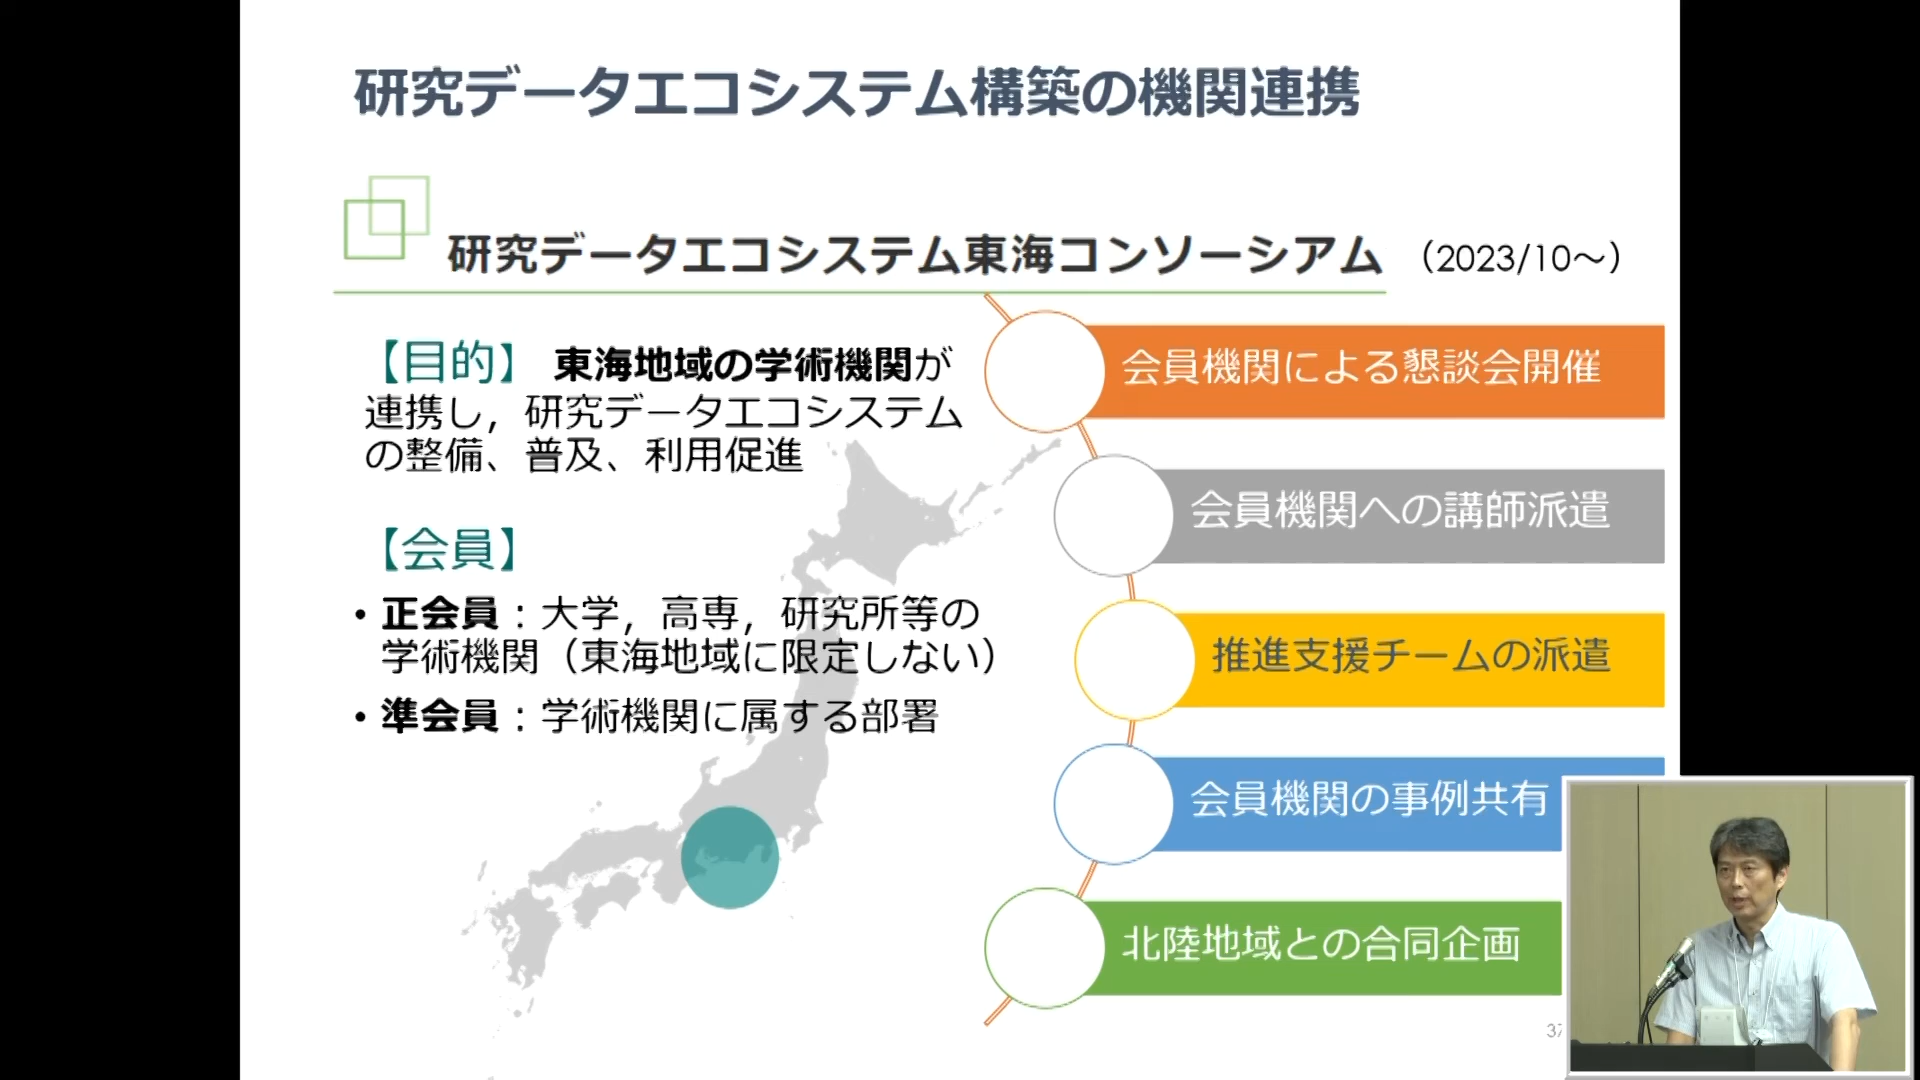 研究データエコシステム構築の機関連携
研究データエコシステム東海コンソーシアム （2023/10～）
【目的】 東海地域の学術機関が
連携し，研究データエコシステム
の整備、普及、利用促進
【会員】
• 正会員：大学，高専，研究所等の
学術機関（東海地域に限定しない）
• 準会員：学術機関に属する部署
会員機関による懇談会開催
会員機関への講師派遣
推進支援チームの派遣
会員機関の事例共有
北陸地域との合同企画
37